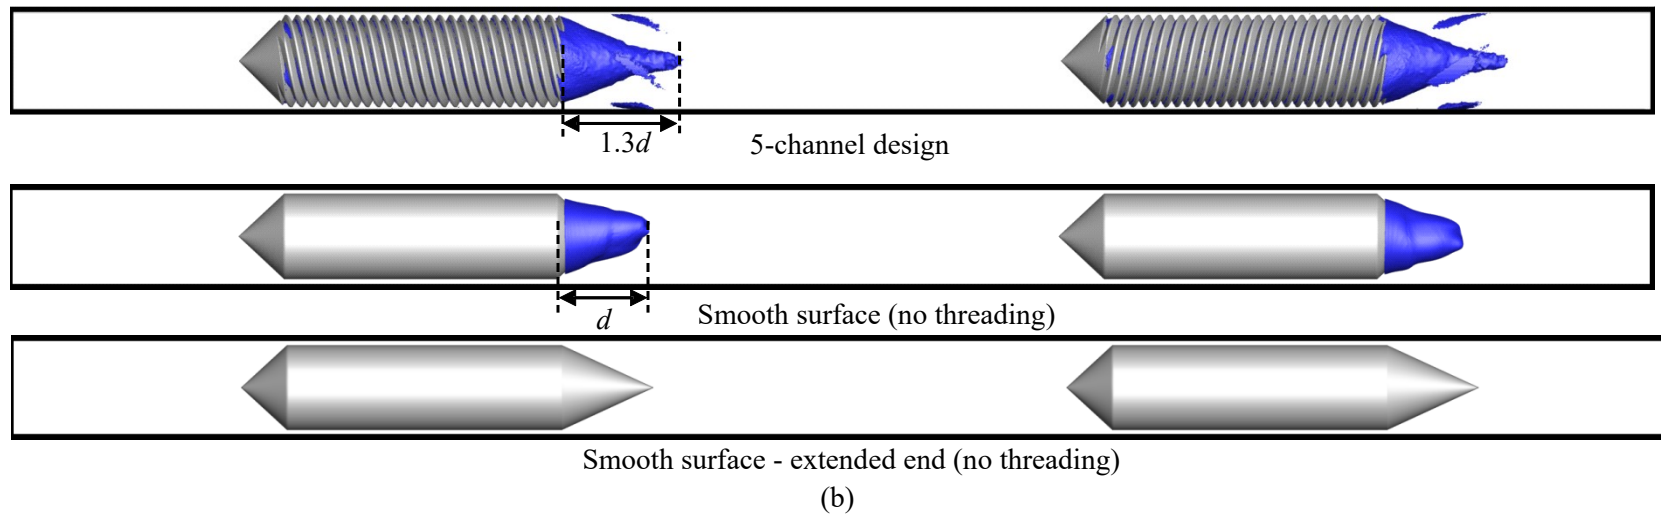 1.3d
5-channel design
d
Smooth surface (no threading)
Smooth surface - extended end (no threading)
(b)